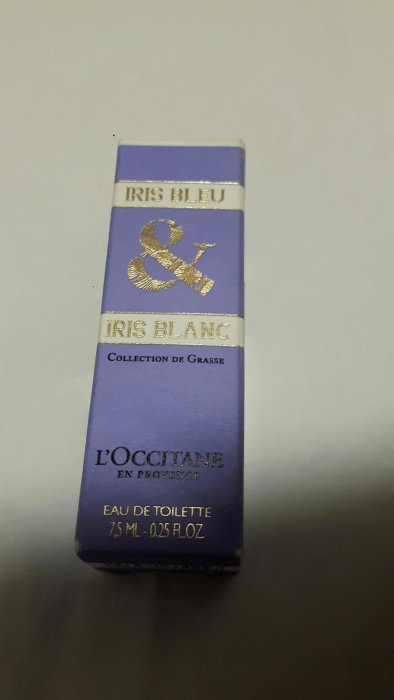 IRIS BLEU
&
IRIS BLANC
COLLECTION DE GRASSE
L'OCCITANE
EN PROVENCE
EAU DE TOILETTE
7,5 ML - 0.25 FL.OZ